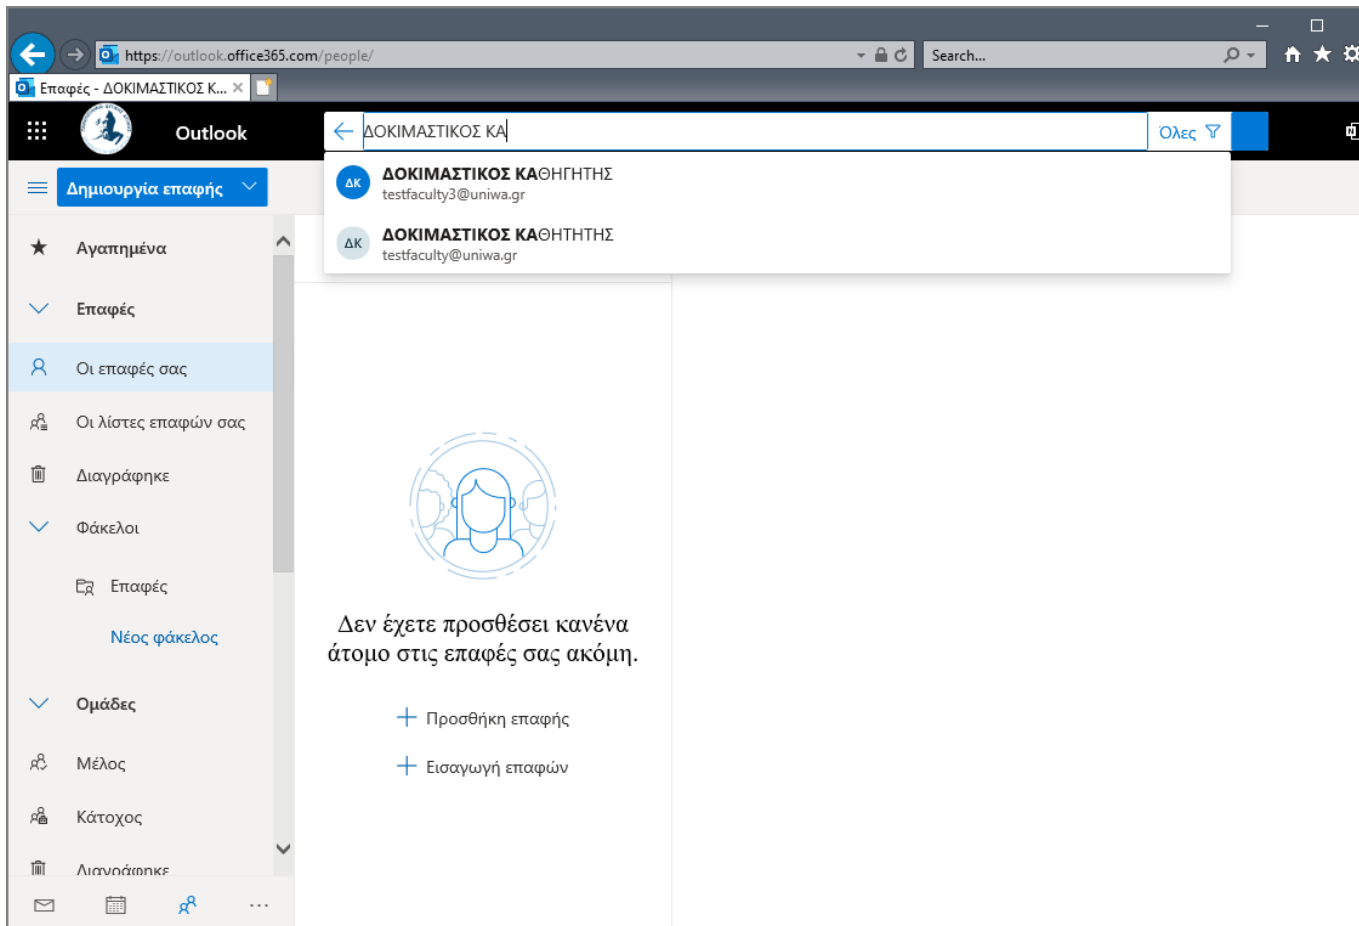 https://outlook.office365.com/people/
Search...
Επαφές - ΔΟΚΙΜΑΣΤΙΚΟΣ Κ...
Outlook
ΔΟΚΙΜΑΣΤΙΚΟΣ ΚΑ
Όλες
Δημιουργία επαφής
ΔΚ
ΔΟΚΙΜΑΣΤΙΚΟΣ ΚΑΘΗΓΗΤΗΣ
testfaculty3@uniwa.gr
ΔΚ
ΔΟΚΙΜΑΣΤΙΚΟΣ ΚΑΘΗΤΗΤΗΣ
testfaculty@uniwa.gr
Αγαπημένα
Επαφές
Οι επαφές σας
Οι λίστες επαφών σας
Διαγράφηκε
Φάκελοι
Επαφές
Νέος φάκελος
Ομάδες
Μέλος
Κάτοχος
Διαγράφηκε
Δεν έχετε προσθέσει κανένα
άτομο στις επαφές σας ακόμη.
Προσθήκη επαφής
Εισαγωγή επαφών